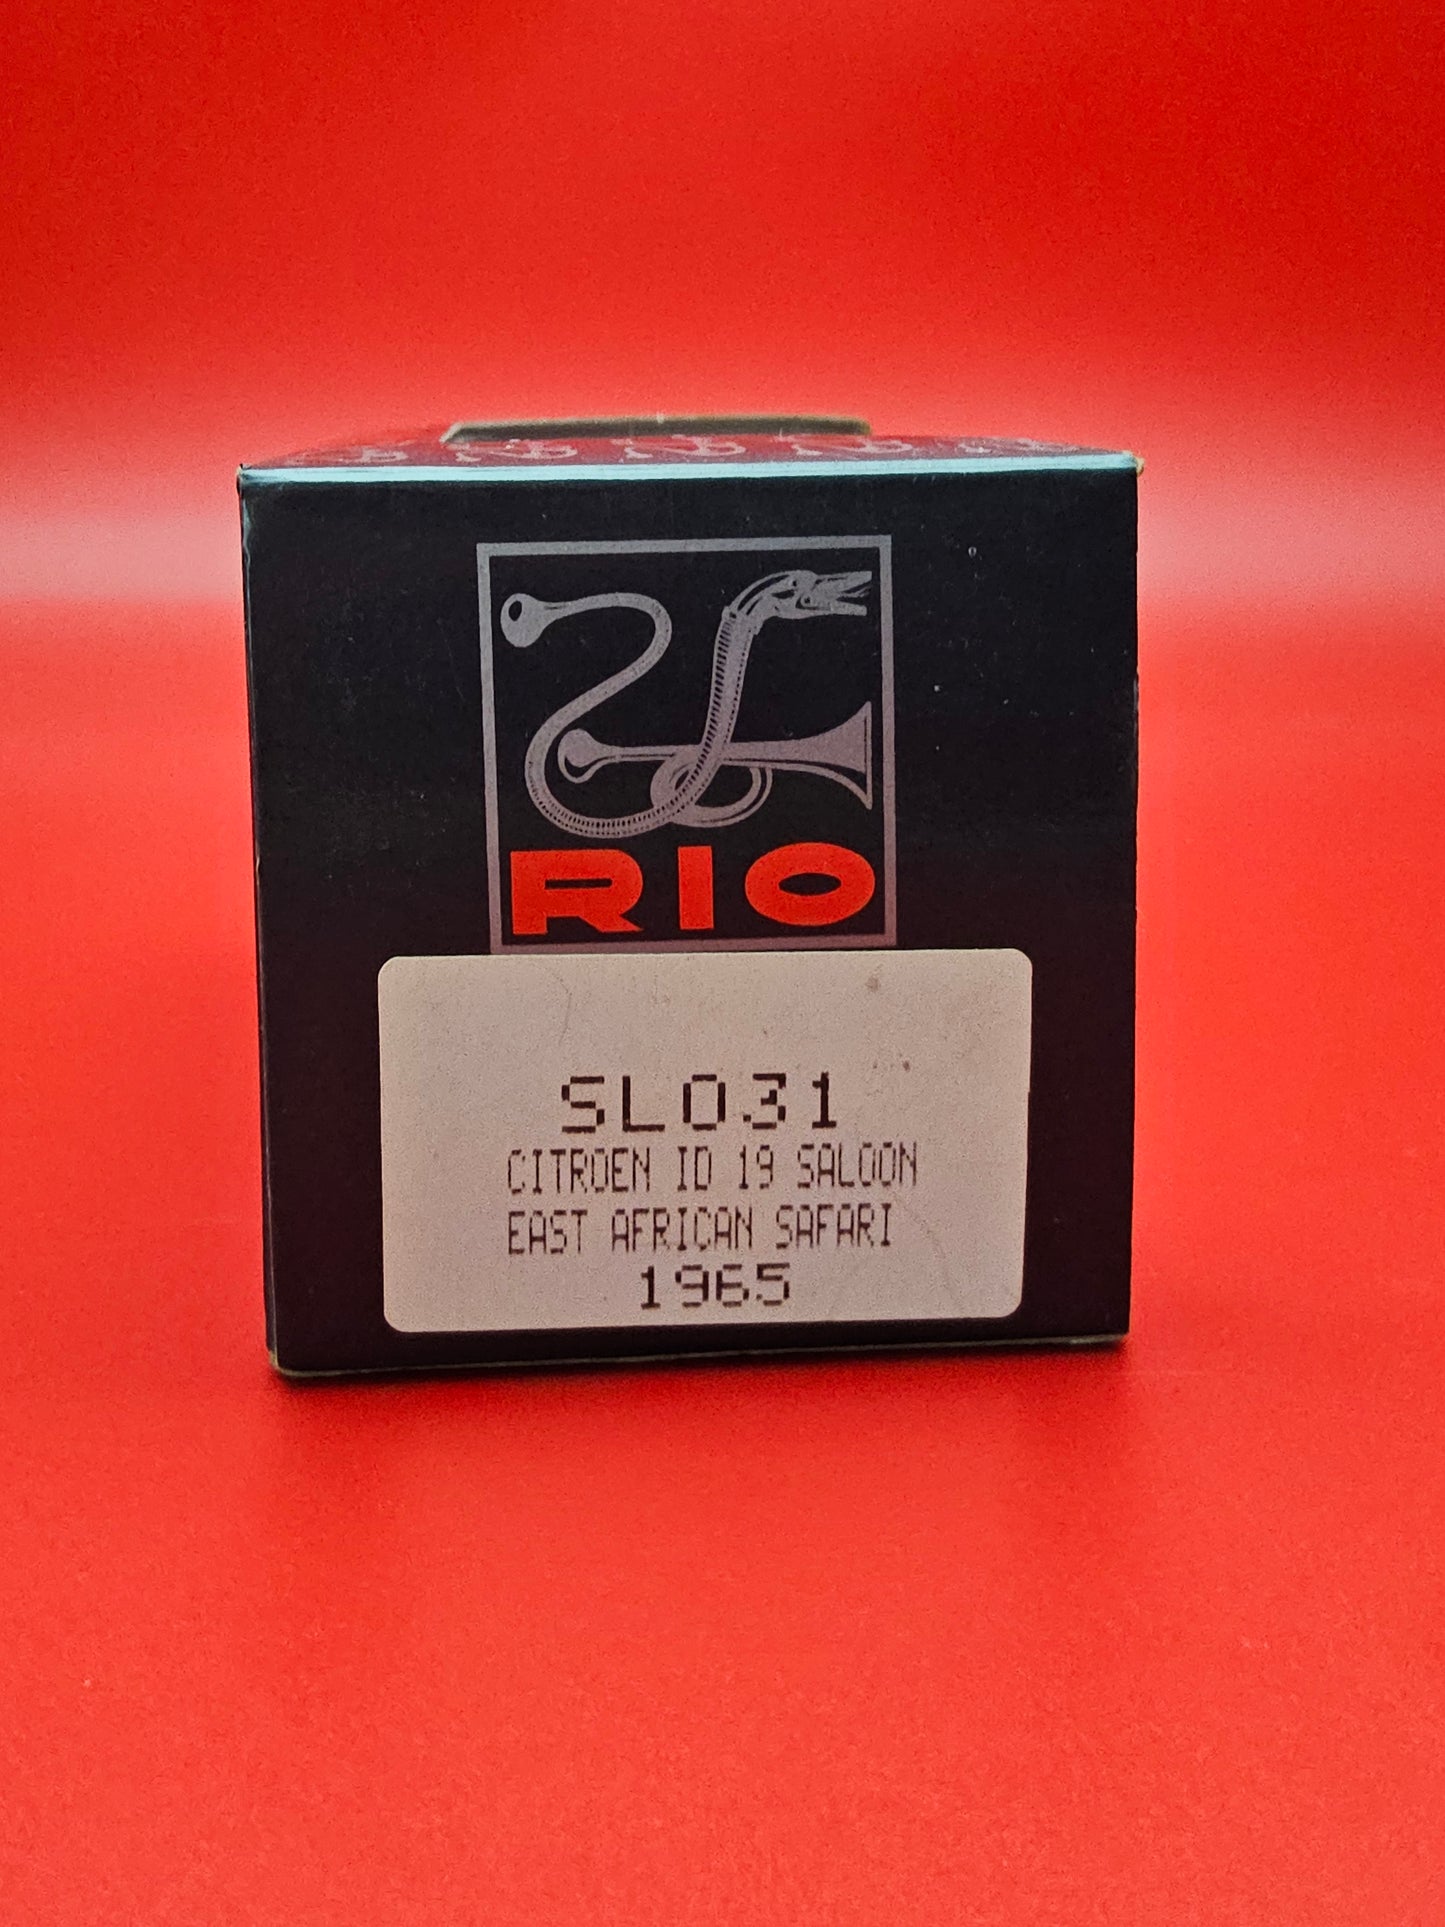 RIO
SL031
CITROEN ID 19 SALOON
EAST AFRICAN SAFARI
1965